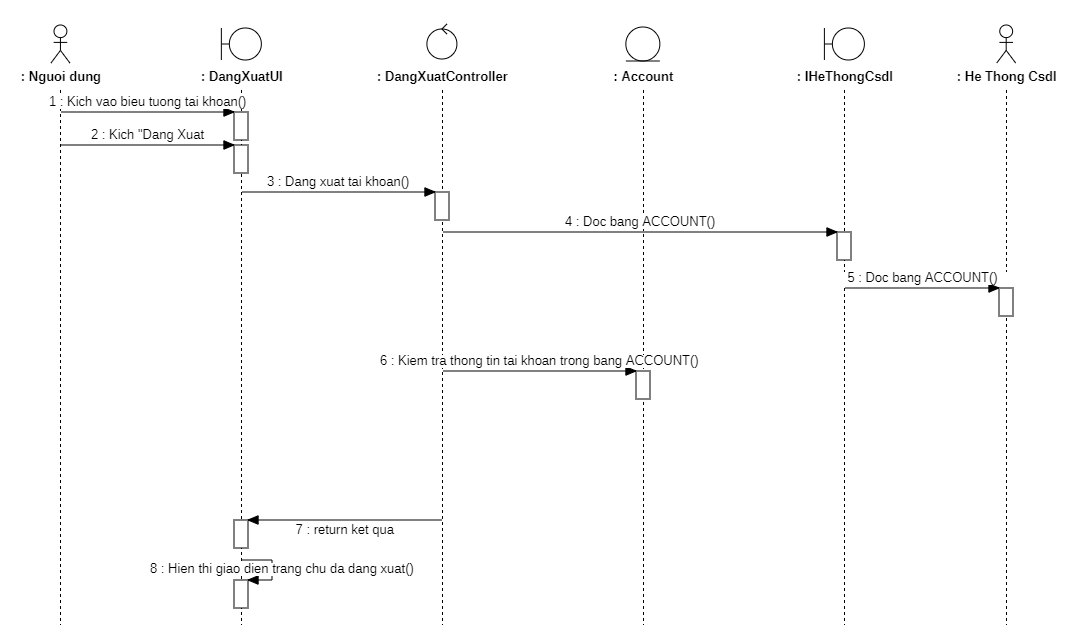 : Nguoi dung
: DangXuatUI
: DangXuatController
: Account
: IHeThongCsdl
: He Thong Csdl
1 : Kich vao bieu tuong tai khoan()
2 : Kich "Dang Xuat
3 : Dang xuat tai khoan()
4 : Doc bang ACCOUNT()
5 : Doc bang ACCOUNT()
6 : Kiem tra thong tin tai khoan trong bang ACCOUNT()
7 : return ket qua
8 : Hien thi giao dien trang chu da dang xuat()